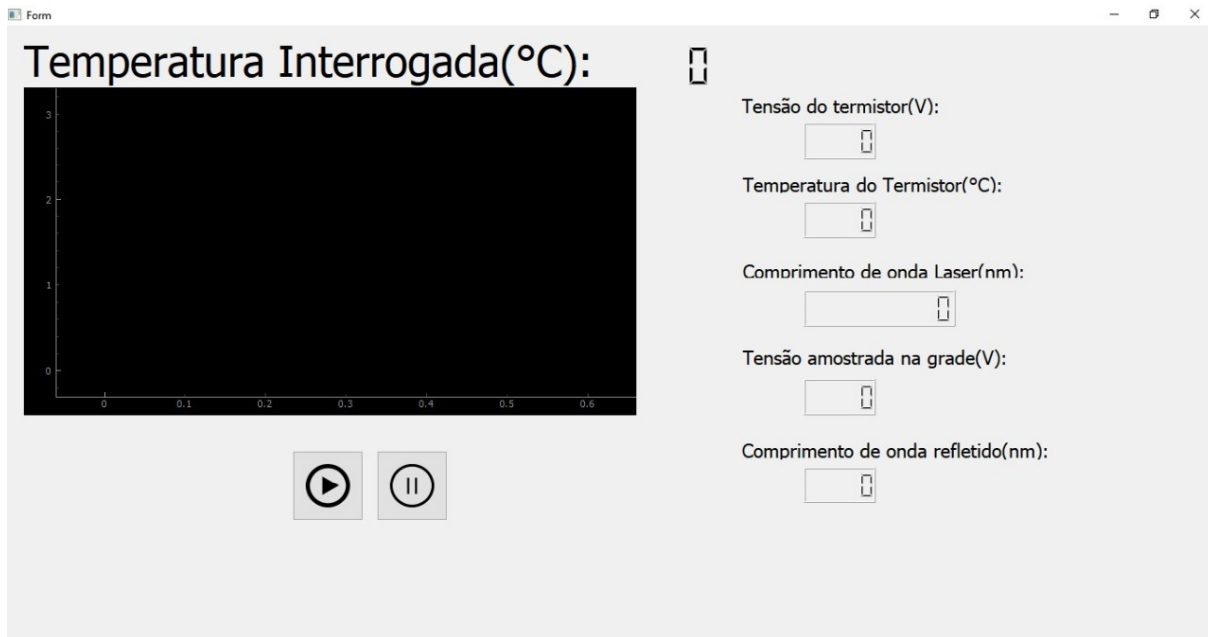 Form
Temperatura Interrogada(°C): 0
Tensão do termistor(V):
0
Temperatura do Termistor(°C):
0
Comprimento de onda Laser(nm):
0
Tensão amostrada na grade(V):
0
Comprimento de onda refletido(nm):
0
3
2
1
0
0 0.1 0.2 0.3 0.4 0.5 0.6